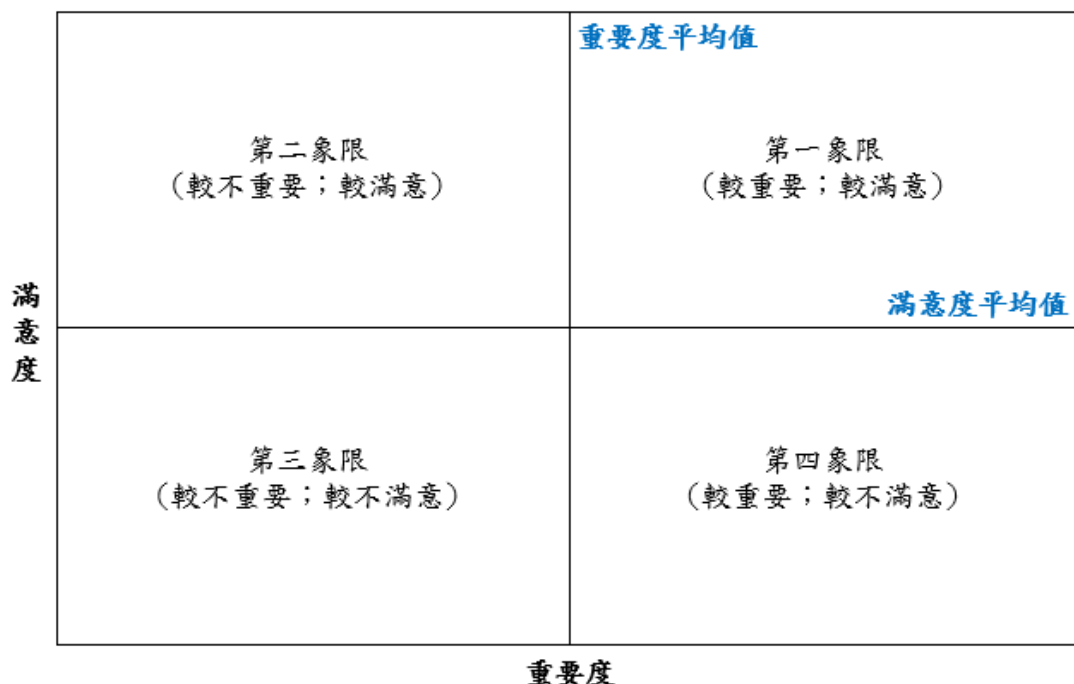 重要度平均值
第二象限
（較不重要；較滿意）
第一象限
（較重要；較滿意）
滿意度平均值
滿意度
第三象限
（較不重要；較不滿意）
第四象限
（較重要；較不滿意）
重要度